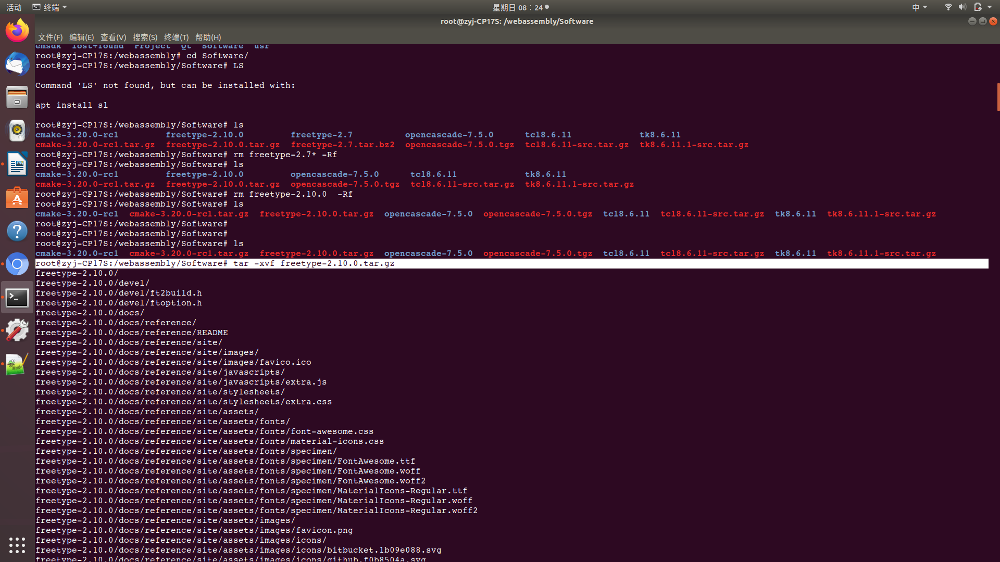 活动 终端 星期日 08：24 中
root@zyj-CP17S: /webassembly/Software
文件(F) 编辑(E) 查看(V) 搜索(S) 终端(T) 帮助(H)
emsdk lost+found Project Qt Software usr
root@zyj-CP17S:/webassembly# cd Software/
root@zyj-CP17S:/webassembly/Software# LS
Command 'LS' not found, but can be installed with:
apt install sl
root@zyj-CP17S:/webassembly/Software# ls
cmake-3.20.0-rc1 freetype-2.10.0 freetype-2.7 opencascade-7.5.0 tcl8.6.11 tk8.6.11
cmake-3.20.0-rc1.tar.gz freetype-2.10.0.tar.gz freetype-2.7.tar.bz2 opencascade-7.5.0.tgz tcl8.6.11-src.tar.gz tk8.6.11.1-src.tar.gz
root@zyj-CP17S:/webassembly/Software# rm freetype-2.7* -Rf
root@zyj-CP17S:/webassembly/Software# ls
cmake-3.20.0-rc1 freetype-2.10.0 opencascade-7.5.0 tcl8.6.11 tk8.6.11
cmake-3.20.0-rc1.tar.gz freetype-2.10.0.tar.gz opencascade-7.5.0.tgz tcl8.6.11-src.tar.gz tk8.6.11.1-src.tar.gz
root@zyj-CP17S:/webassembly/Software# rm freetype-2.10.0  -Rf
root@zyj-CP17S:/webassembly/Software# ls
cmake-3.20.0-rc1 cmake-3.20.0-rc1.tar.gz freetype-2.10.0.tar.gz opencascade-7.5.0 opencascade-7.5.0.tgz tcl8.6.11 tcl8.6.11-src.tar.gz tk8.6.11 tk8.6.11.1-src.tar.gz
root@zyj-CP17S:/webassembly/Software#
root@zyj-CP17S:/webassembly/Software#
root@zyj-CP17S:/webassembly/Software# ls
cmake-3.20.0-rc1 cmake-3.20.0-rc1.tar.gz freetype-2.10.0.tar.gz opencascade-7.5.0 opencascade-7.5.0.tgz tcl8.6.11 tcl8.6.11-src.tar.gz tk8.6.11 tk8.6.11.1-src.tar.gz
root@zyj-CP17S:/webassembly/Software# tar -xvf freetype-2.10.0.tar.gz
freetype-2.10.0/
freetype-2.10.0/devel/
freetype-2.10.0/devel/ft2build.h
freetype-2.10.0/devel/ftoption.h
freetype-2.10.0/docs/
freetype-2.10.0/docs/reference/
freetype-2.10.0/docs/reference/README
freetype-2.10.0/docs/reference/site/
freetype-2.10.0/docs/reference/site/images/
freetype-2.10.0/docs/reference/site/images/favico.ico
freetype-2.10.0/docs/reference/site/javascripts/
freetype-2.10.0/docs/reference/site/javascripts/extra.js
freetype-2.10.0/docs/reference/site/stylesheets/
freetype-2.10.0/docs/reference/site/stylesheets/extra.css
freetype-2.10.0/docs/reference/site/assets/
freetype-2.10.0/docs/reference/site/assets/fonts/
freetype-2.10.0/docs/reference/site/assets/fonts/font-awesome.css
freetype-2.10.0/docs/reference/site/assets/fonts/material-icons.css
freetype-2.10.0/docs/reference/site/assets/fonts/specimen/
freetype-2.10.0/docs/reference/site/assets/fonts/specimen/FontAwesome.ttf
freetype-2.10.0/docs/reference/site/assets/fonts/specimen/FontAwesome.woff
freetype-2.10.0/docs/reference/site/assets/fonts/specimen/FontAwesome.woff2
freetype-2.10.0/docs/reference/site/assets/fonts/specimen/MaterialIcons-Regular.ttf
freetype-2.10.0/docs/reference/site/assets/fonts/specimen/MaterialIcons-Regular.woff
freetype-2.10.0/docs/reference/site/assets/fonts/specimen/MaterialIcons-Regular.woff2
freetype-2.10.0/docs/reference/site/assets/images/
freetype-2.10.0/docs/reference/site/assets/images/favicon.png
freetype-2.10.0/docs/reference/site/assets/images/icons/
freetype-2.10.0/docs/reference/site/assets/images/icons/bitbucket.1b09e088.svg
freetype-2.10.0/docs/reference/site/assets/images/icons/github.f0b8504a.svg